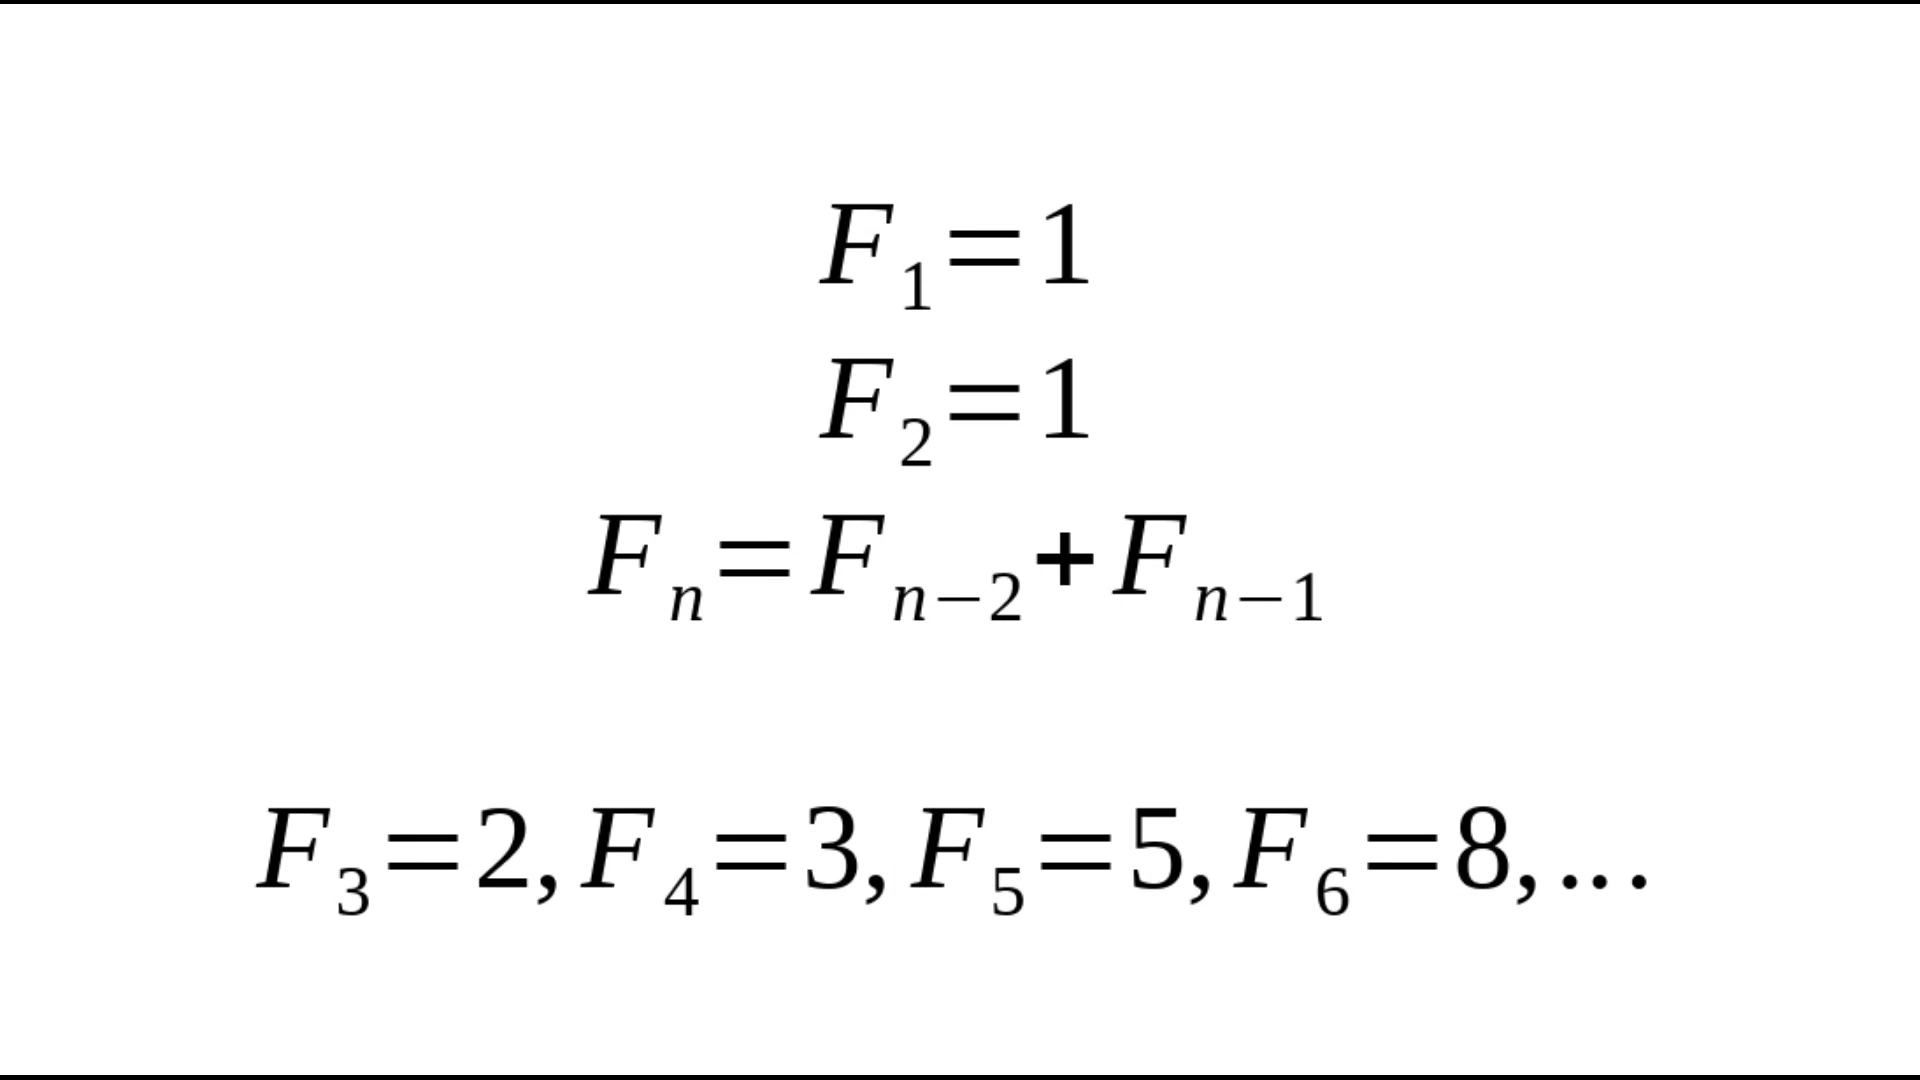 F₁=1
F₂=1
Fₙ=Fₙ₋₂+Fₙ₋₁
F₃=2, F₄=3, F₅=5, F₆=8,...